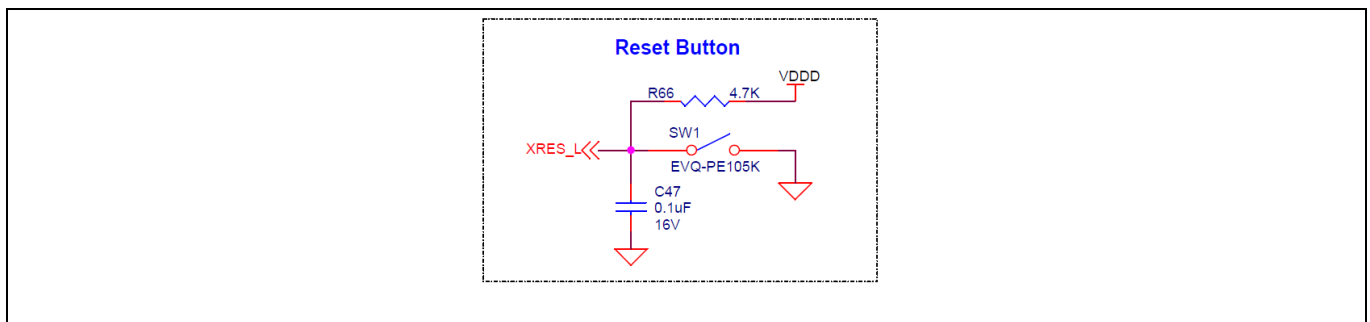 Reset Button
VDDD
R66 4.7K
SW1
XRES_L
EVQ-PE105K
C47
0.1uF
16V